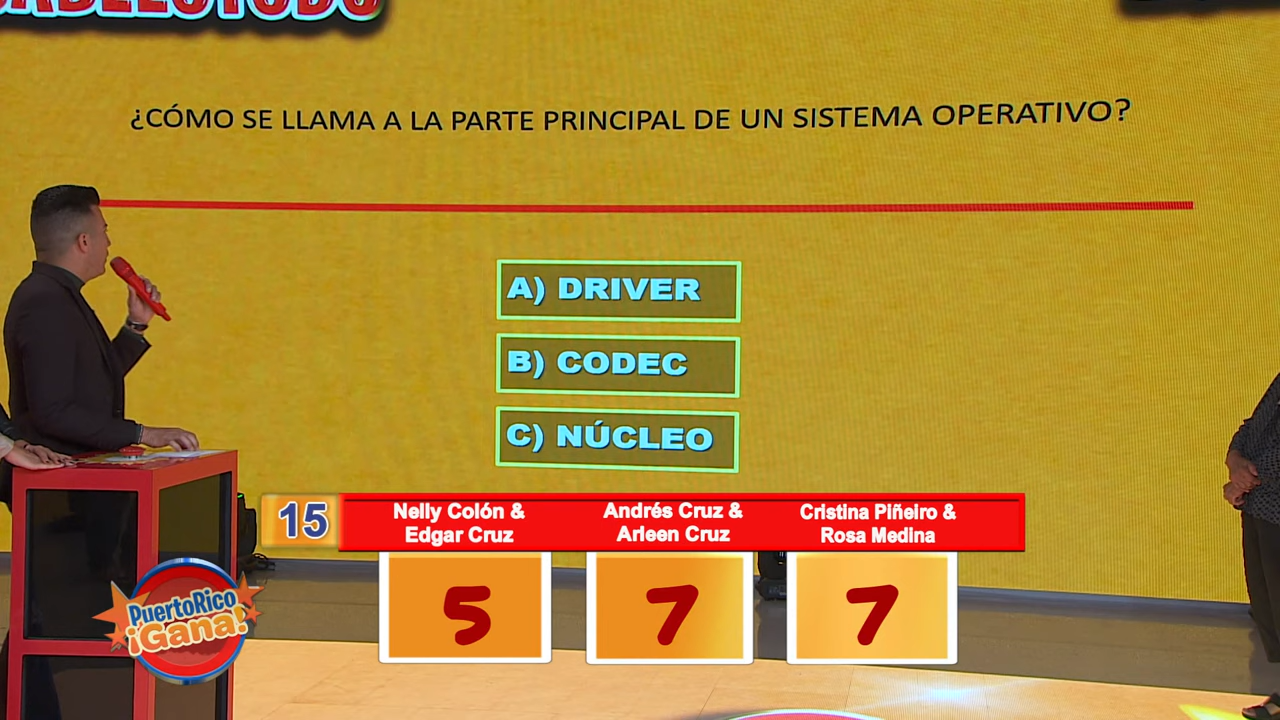 ¿CÓMO SE LLAMA A LA PARTE PRINCIPAL DE UN SISTEMA OPERATIVO?
A) DRIVER
B) CODEC
C) NÚCLEO
15
Nelly Colón &
Edgar Cruz
Andrés Cruz &
Arleen Cruz
Cristina Piñeiro &
Rosa Medina
5
7
7
PuertoRico
¡Gana!